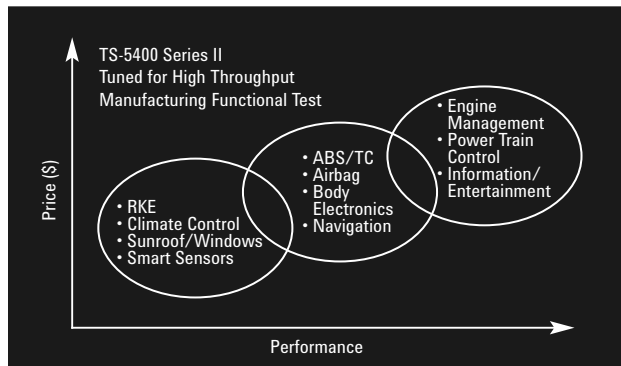 TS-5400 Series II
Tuned for High Throughput
Manufacturing Functional Test
Price ($)
• RKE
• Climate Control
• Sunroof/Windows
• Smart Sensors
• ABS/TC
• Airbag
• Body
Electronics
• Navigation
• Engine
Management
• Power Train
Control
• Information/
Entertainment
Performance